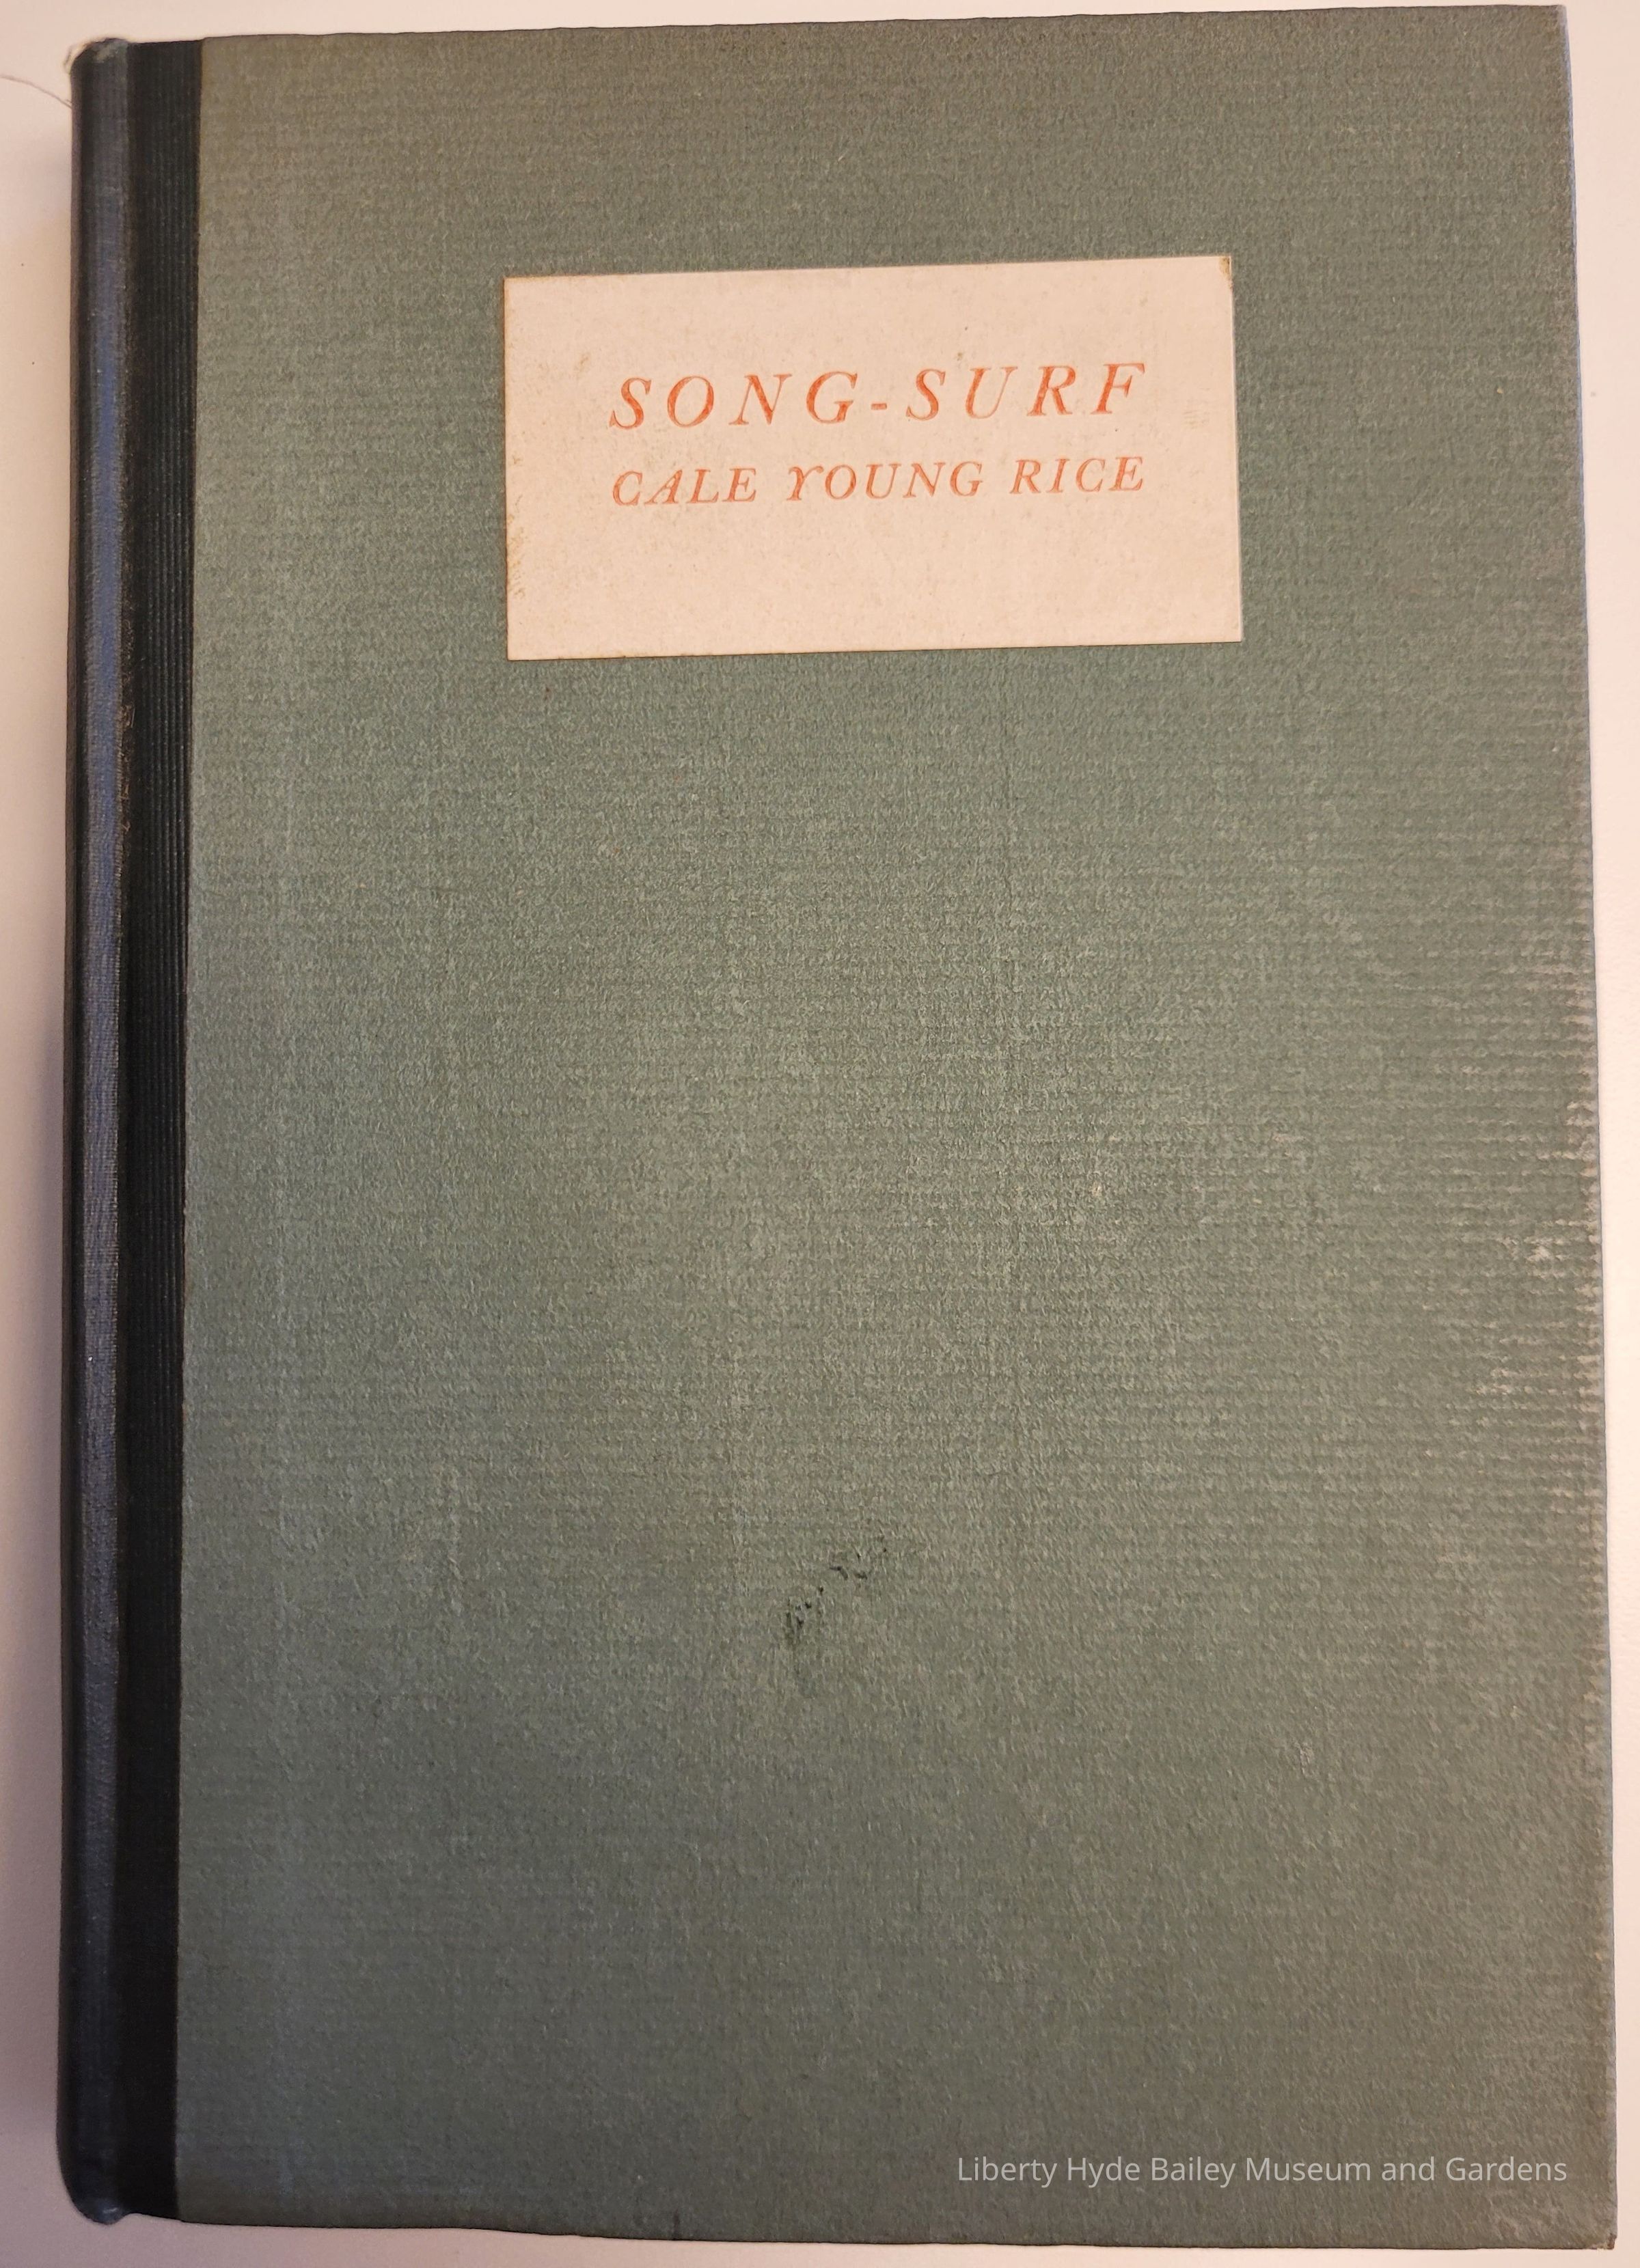 SONG-SURF
CALE YOUNG RICE
Liberty Hyde Bailey Museum and Gardens